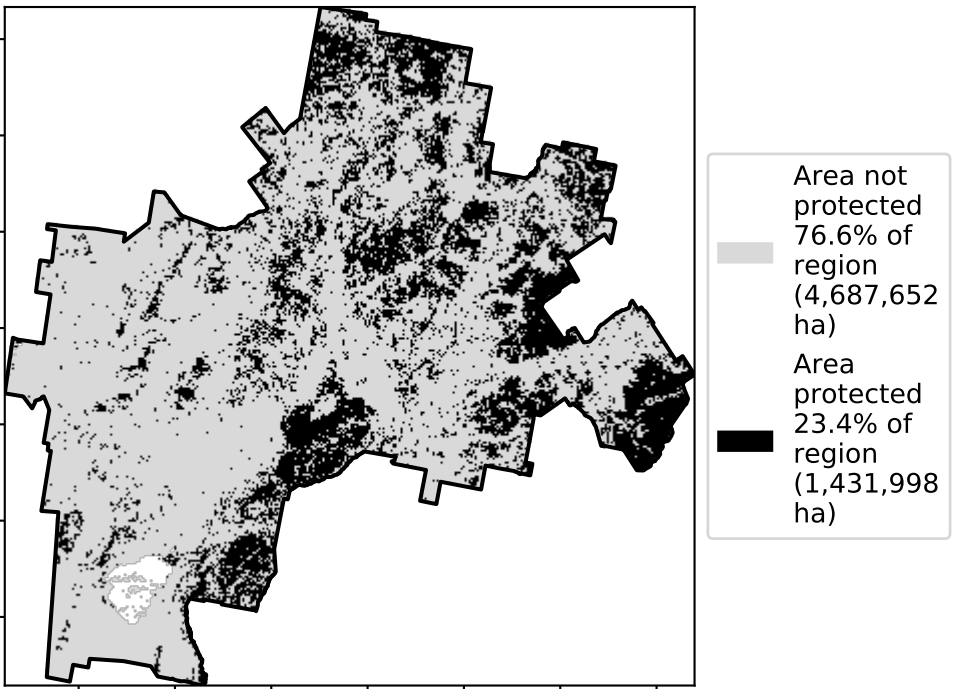 Area not
protected
76.6% of
region
(4,687,652
ha)
Area
protected
23.4% of
region
(1,431,998
ha)